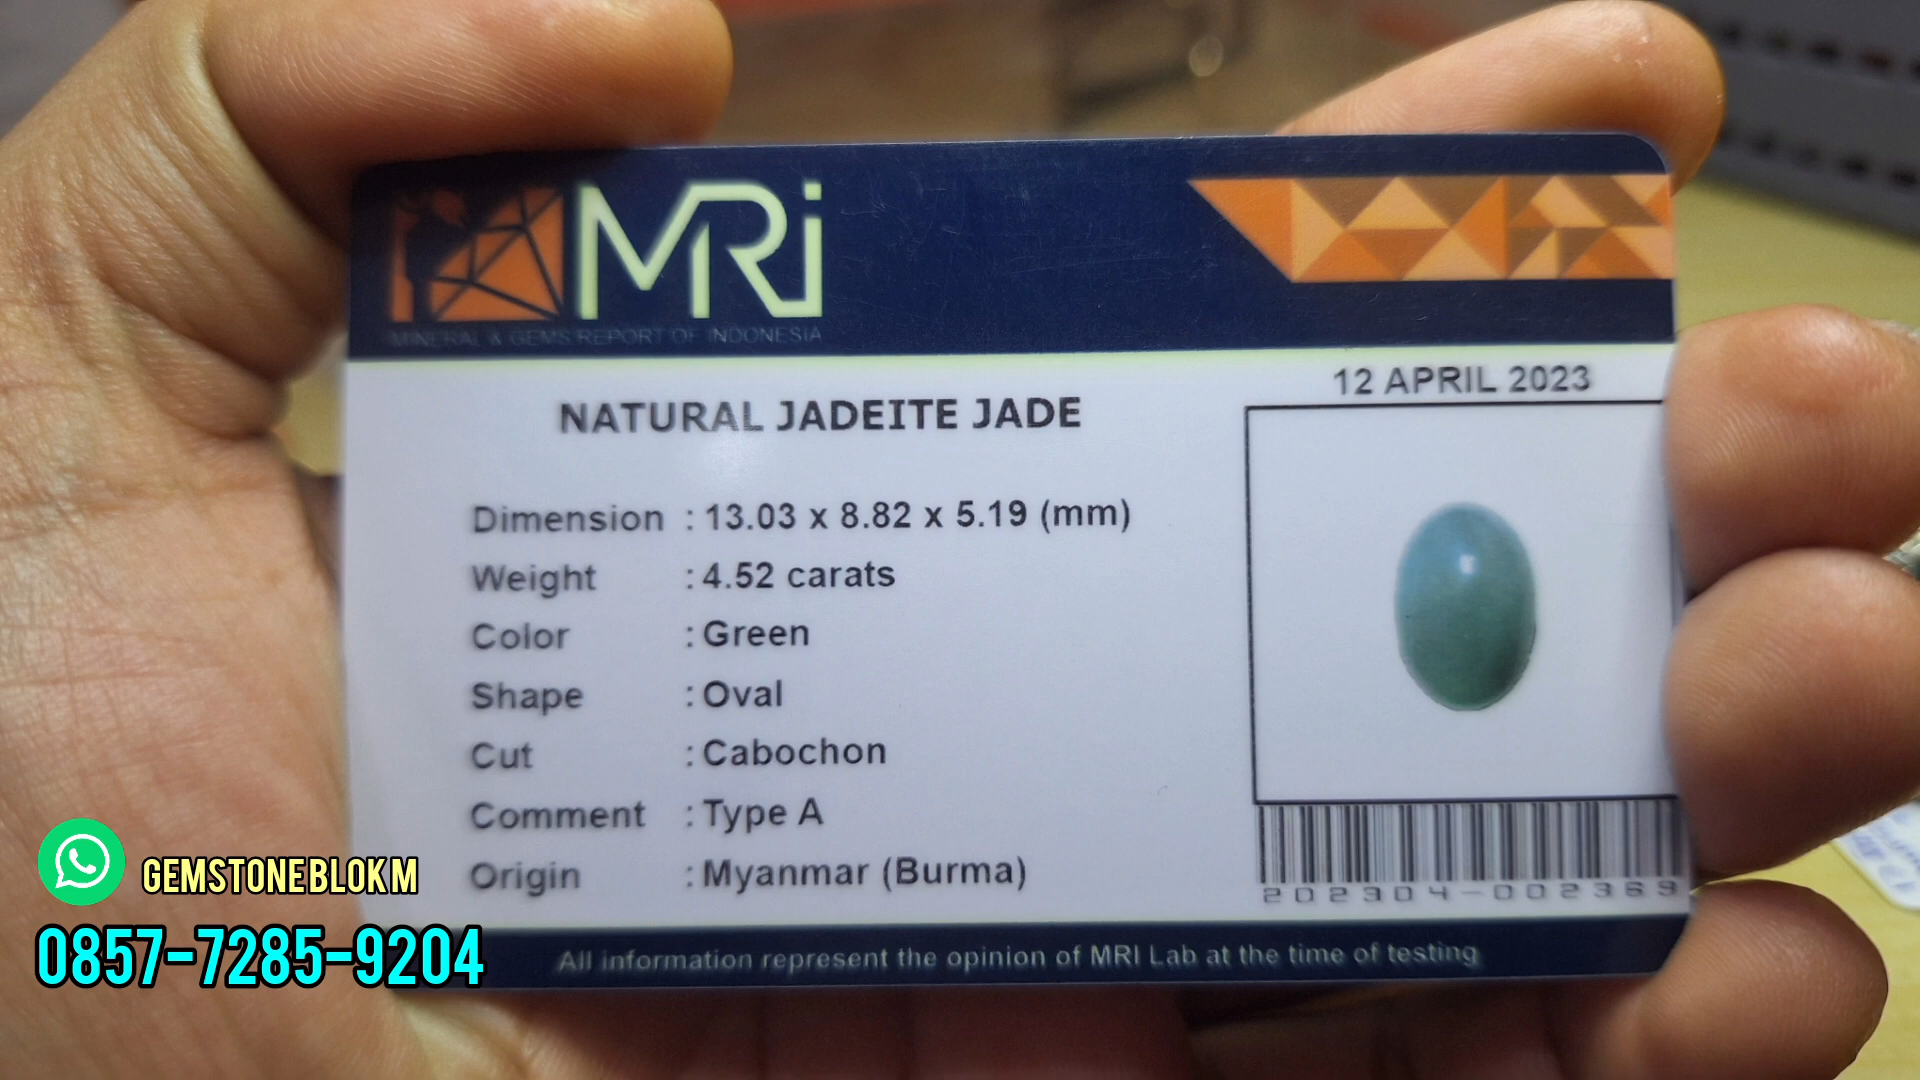 MRi
MINERAL & GEMS REPORT OF INDONESIA
12 APRIL 2023
NATURAL JADEITE JADE
Dimension : 13.03 x 8.82 x 5.19 (mm)
Weight : 4.52 carats
Color : Green
Shape : Oval
Cut : Cabochon
Comment : Type A
Origin : Myanmar (Burma)
202304-002369
All information represent the opinion of MRI Lab at the time of testing
GEMSTONEBLOKM
0857-7285-9204